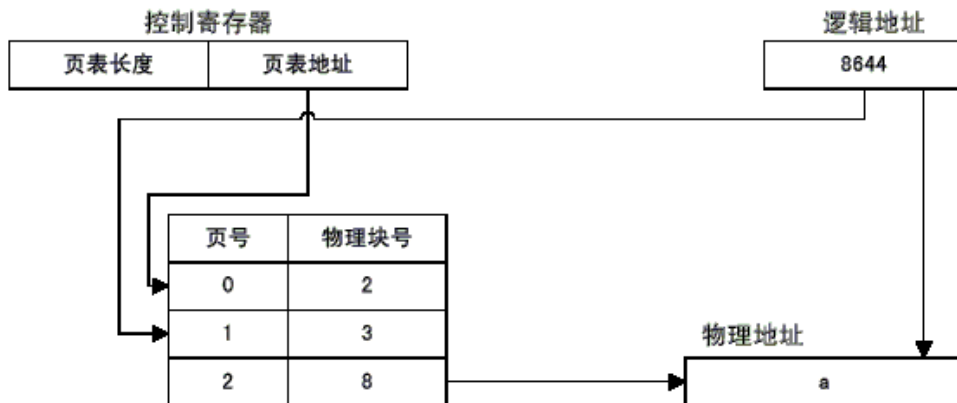 控制寄存器
逻辑地址
页表长度 页表地址
8644
页号 物理块号
0 2
1 3
物理地址
2 8
a